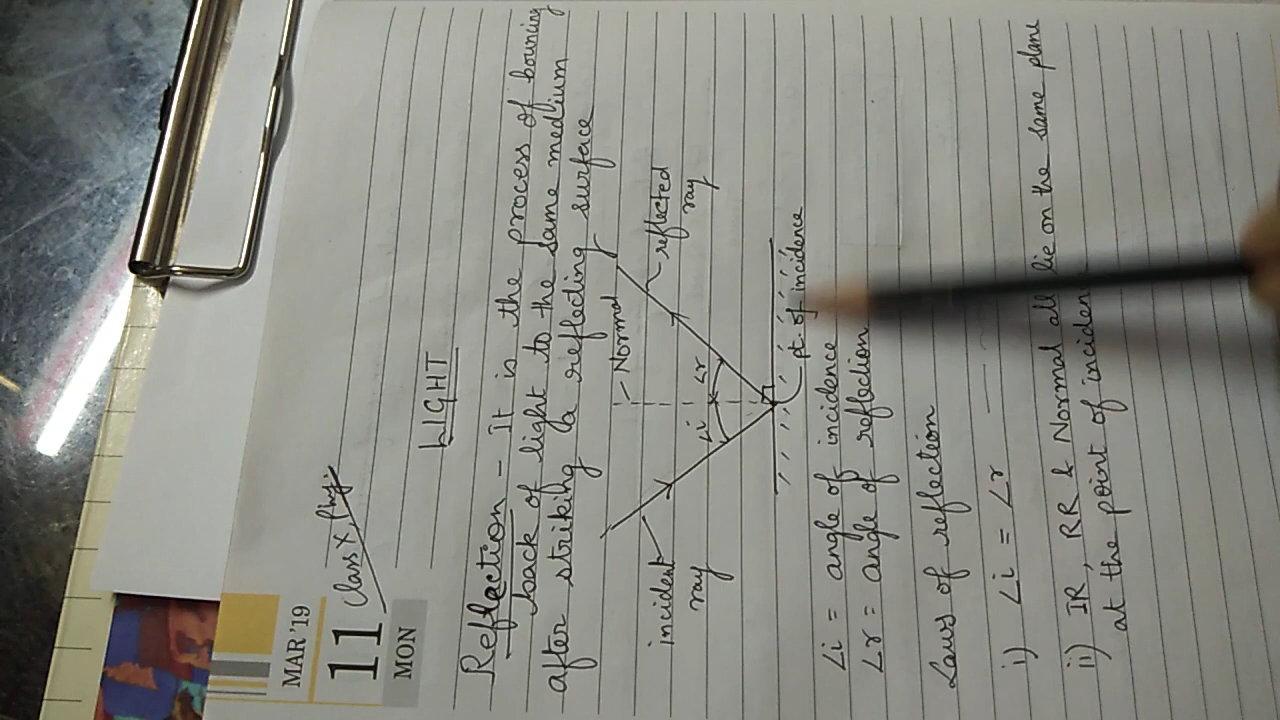 MAR'19
11
MON
Class X, Phy.
LIGHT
Reflection - It is the process of bouncing
back of light to the same medium
after striking a reflecting surface
Normal
incident
ray
reflected
ray
∠i
∠r
pt. of incidence
∠i = angle of incidence
∠r = angle of reflection
Laws of reflection
i) ∠i = ∠r
ii) IR, RR & Normal all lie on the same plane
at the point of inciden